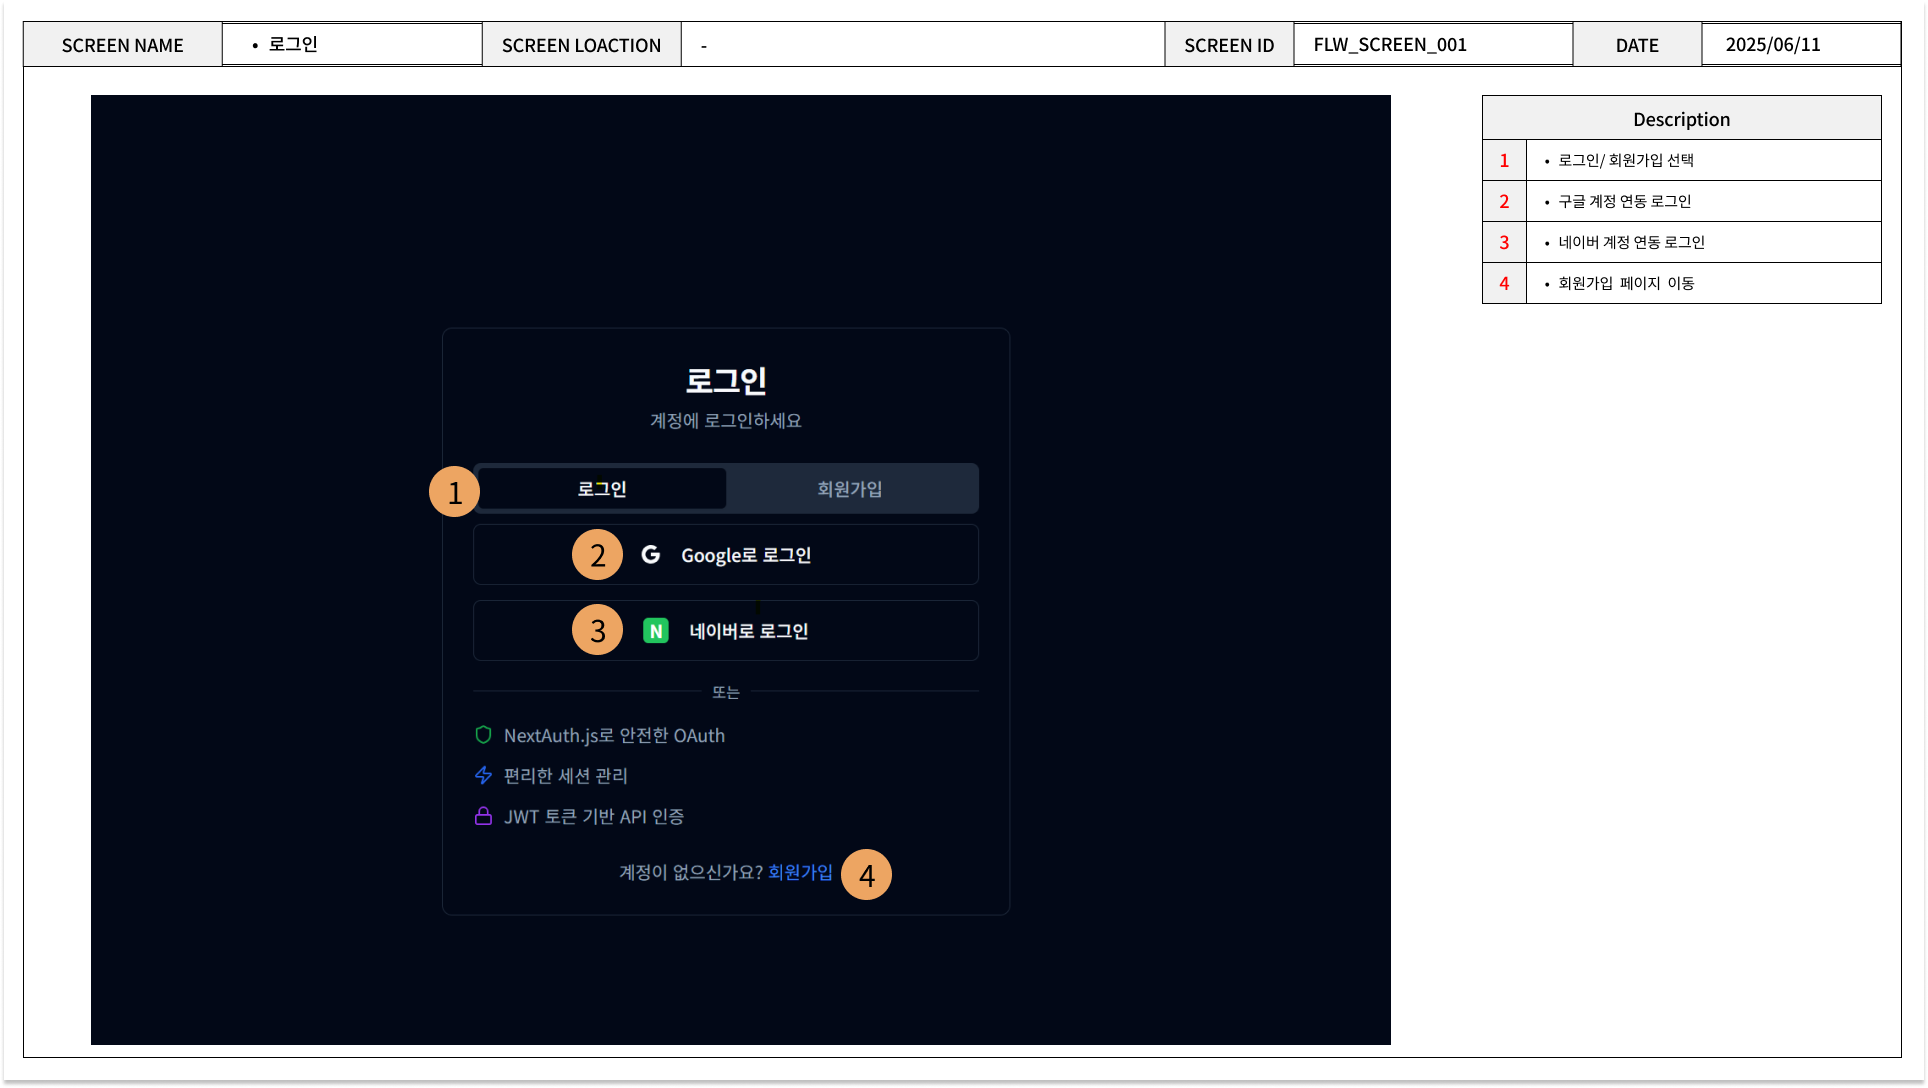 SCREEN NAME
• 로그인
SCREEN LOACTION
-
SCREEN ID
FLW_SCREEN_001
DATE
2025/06/11
로그인
계정에 로그인하세요
1
로그인
회원가입
2
G
Google로 로그인
3
N
네이버로 로그인
또는
NextAuth.js로 안전한 OAuth
편리한 세션 관리
JWT 토큰 기반 API 인증
계정이 없으신가요? 회원가입
4
Description
1 • 로그인/ 회원가입 선택
2 • 구글 계정 연동 로그인
3 • 네이버 계정 연동 로그인
4 • 회원가입 페이지 이동